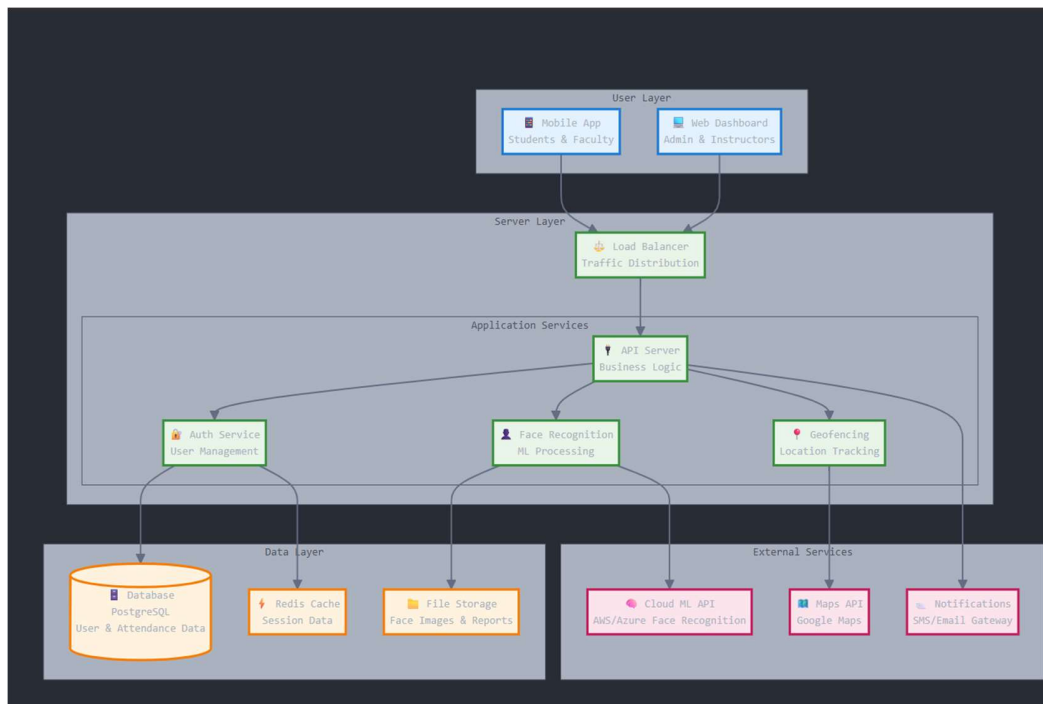 User Layer
Mobile App
Students & Faculty
Web Dashboard
Admin & Instructors
Server Layer
Load Balancer
Traffic Distribution
Application Services
API Server
Business Logic
Auth Service
User Management
Face Recognition
ML Processing
Geofencing
Location Tracking
Data Layer
Database
PostgreSQL
User & Attendance Data
Redis Cache
Session Data
File Storage
Face Images & Reports
External Services
Cloud ML API
AWS/Azure Face Recognition
Maps API
Google Maps
Notifications
SMS/Email Gateway